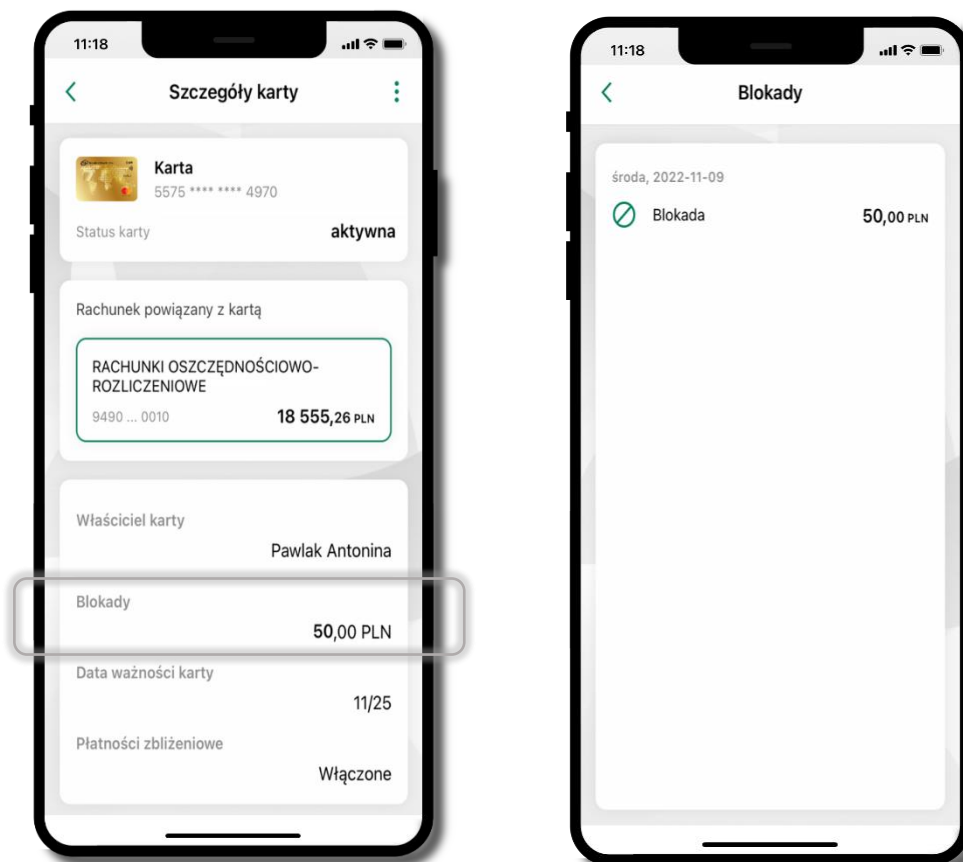 11:18
Szczegóły karty
Karta
5575 **** **** 4970
Status karty
aktywna
Rachunek powiązany z kartą
RACHUNKI OSZCZĘDNOŚCIOWO-
ROZLICZENIOWE
9490 ... 0010
18 555,26 PLN
Właściciel karty
Pawlak Antonina
Blokady
50,00 PLN
Data ważności karty
11/25
Płatności zbliżeniowe
Włączone
11:18
Blokady
środa, 2022-11-09
Blokada
50,00 PLN